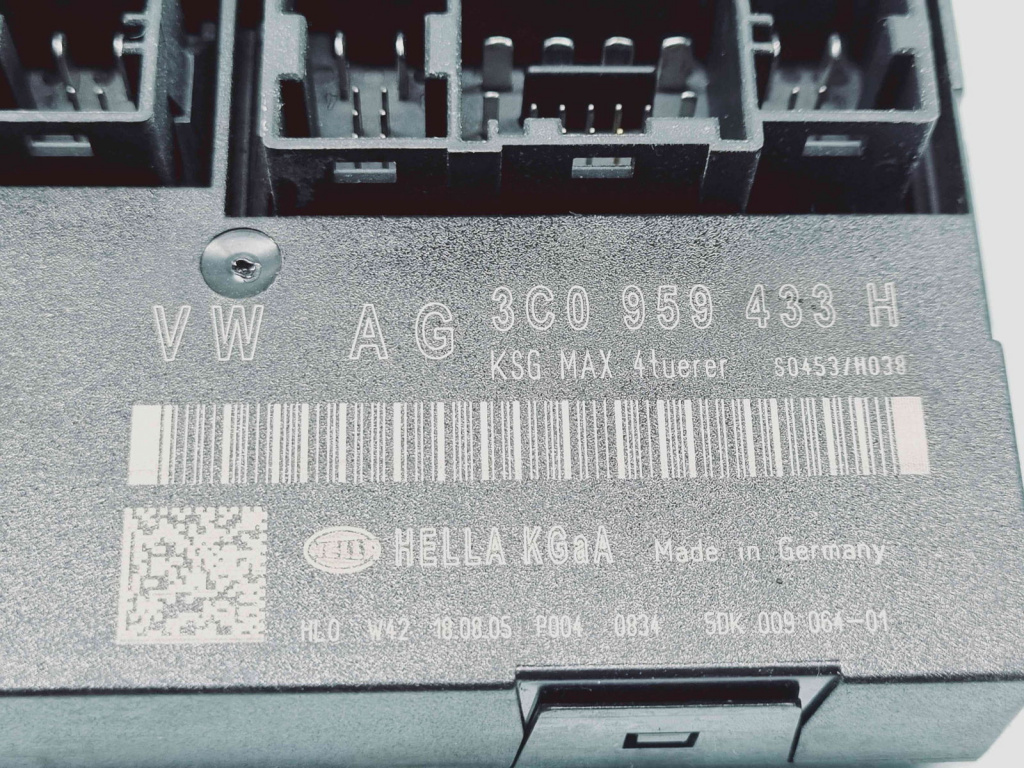 VW AG 3C0 959 433 H
KSG MAX 4tuerer S0453/H038
HELLA HELLA KGaA Made in Germany
HLO W42 18.08.05 P004 0834 5DK 009 064-01